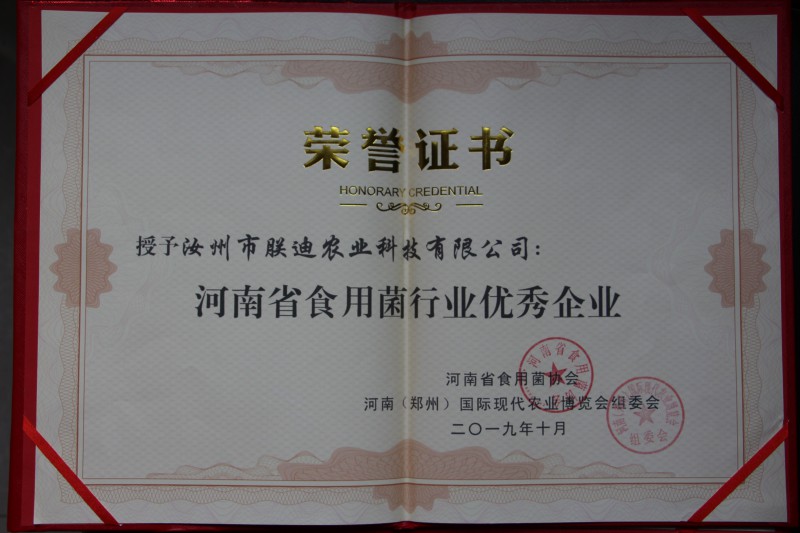 荣誉证书
HONORARY CREDENTIAL
授予汝州市朕迪农业科技有限公司：
河南省食用菌行业优秀企业
河南省食用菌协会
河南（郑州）国际现代农业博览会组委会
二〇一九年十月